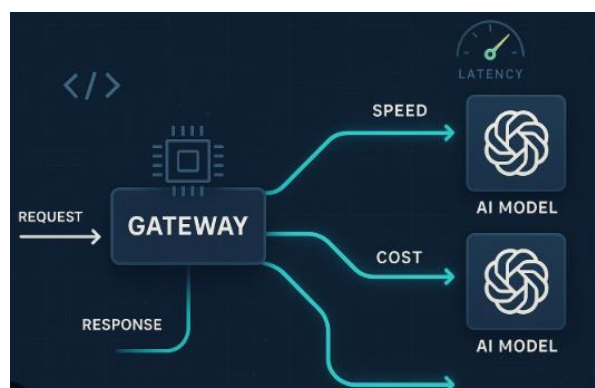 </>
LATENCY
SPEED
AI MODEL
REQUEST
GATEWAY
COST
RESPONSE
AI MODEL